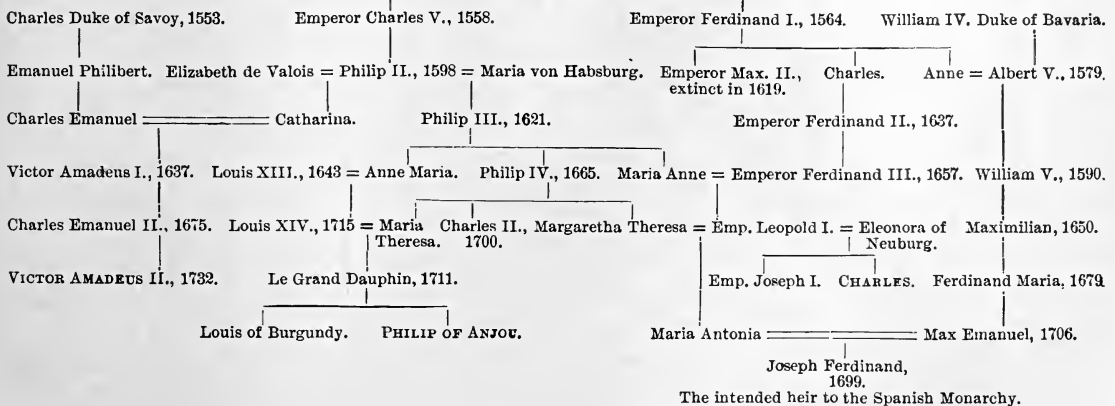 Charles Duke of Savoy, 1553. Emperor Charles V., 1558. Emperor Ferdinand I., 1564. William IV. Duke of Bavaria.
Emanuel Philibert. Elizabeth de Valois = Philip II., 1598 = Maria von Habsburg. Emperor Max. II., Charles. Anne = Albert V., 1579.
extinct in 1619.
Charles Emanuel = Catharina. Philip III., 1621. Emperor Ferdinand II., 1637.
Victor Amadeus I., 1637. Louis XIII., 1643 = Anne Maria. Philip IV., 1665. Maria Anne = Emperor Ferdinand III., 1657. William V., 1590.
Charles Emanuel II., 1675. Louis XIV., 1715 = Maria Charles II., Margaretha Theresa = Emp. Leopold I. = Eleonora of Maximilian, 1650.
Theresa. 1700. Neuburg.
VICTOR AMADEUS II., 1732. Le Grand Dauphin, 1711. Emp. Joseph I. CHARLES. Ferdinand Maria, 1679
Louis of Burgundy. PHILIP OF ANJOU. Maria Antonia = Max Emanuel, 1706.
Joseph Ferdinand,
1699.
The intended heir to the Spanish Monarchy.